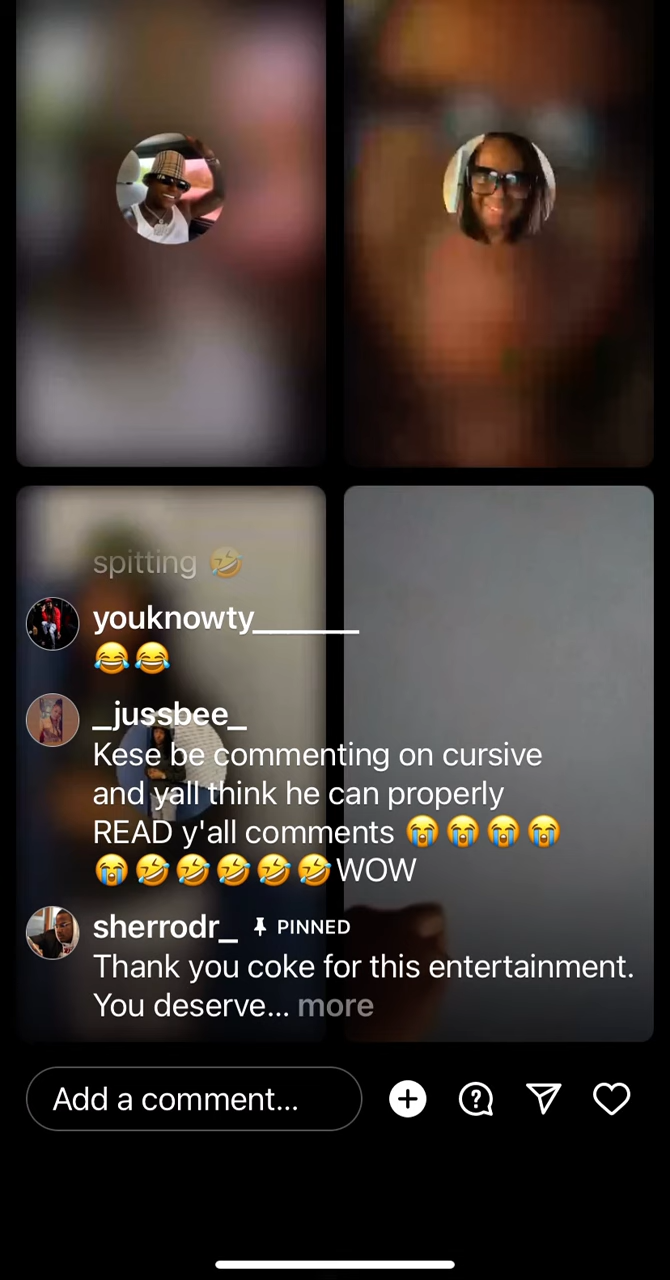 spitting 🤣
youknowty______
😂😂
_jussbee_
Kese be commenting on cursive
and yall think he can properly
READ y'all comments 😭😭😭😭
😭🤣🤣🤣🤣🤣WOW
sherrodr_ PINNED
Thank you coke for this entertainment.
You deserve... more
Add a comment...